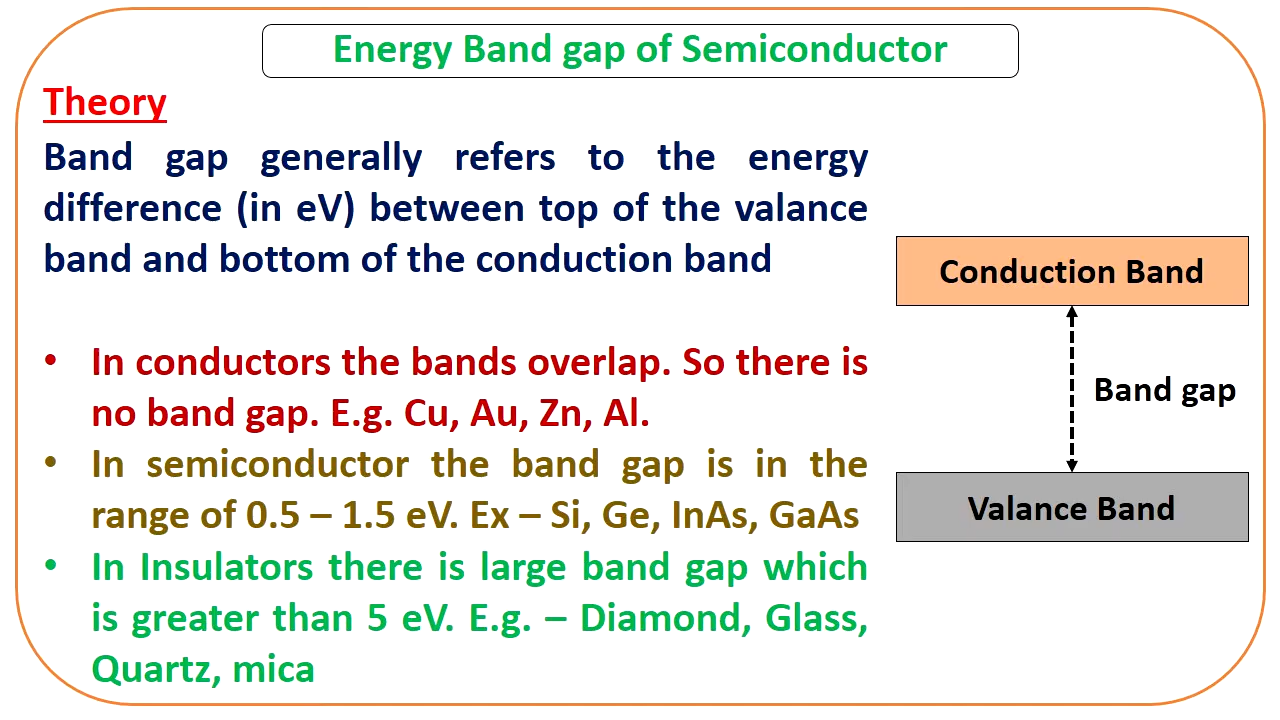 Energy Band gap of Semiconductor
Theory
Band gap generally refers to the energy
difference (in eV) between top of the valance
band and bottom of the conduction band
• In conductors the bands overlap. So there is
no band gap. E.g. Cu, Au, Zn, Al.
• In semiconductor the band gap is in the
range of 0.5 – 1.5 eV. Ex – Si, Ge, InAs, GaAs
• In Insulators there is large band gap which
is greater than 5 eV. E.g. – Diamond, Glass,
Quartz, mica
Conduction Band
Band gap
Valance Band